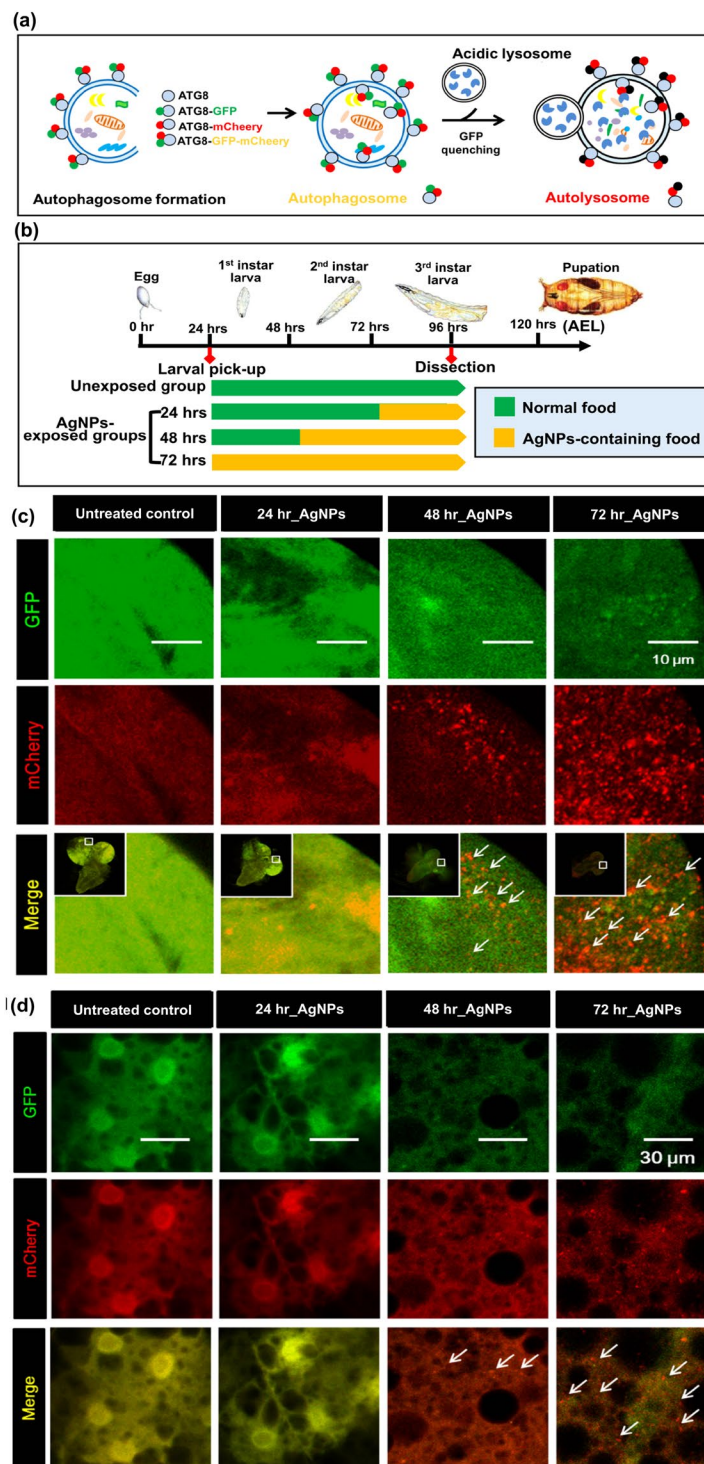 (a)
Acidic lysosome
ATG8
ATG8-GFP
ATG8-mCheery
ATG8-GFP-mCheery
GFP
quenching
Autophagosome formation
Autophagosome
Autolysosome
(b)
Egg
1st instar
larva
2nd instar
larva
3rd instar
larva
Pupation
0 hr
24 hrs
48 hrs
72 hrs
96 hrs
120 hrs
(AEL)
Larval pick-up
Dissection
Unexposed group
AgNPs-
exposed groups
24 hrs
48 hrs
72 hrs
Normal food
AgNPs-containing food
(c)
Untreated control
24 hr_AgNPs
48 hr_AgNPs
72 hr_AgNPs
GFP
10 μm
mCherry
Merge
(d)
Untreated control
24 hr_AgNPs
48 hr_AgNPs
72 hr_AgNPs
GFP
30 μm
mCherry
Merge